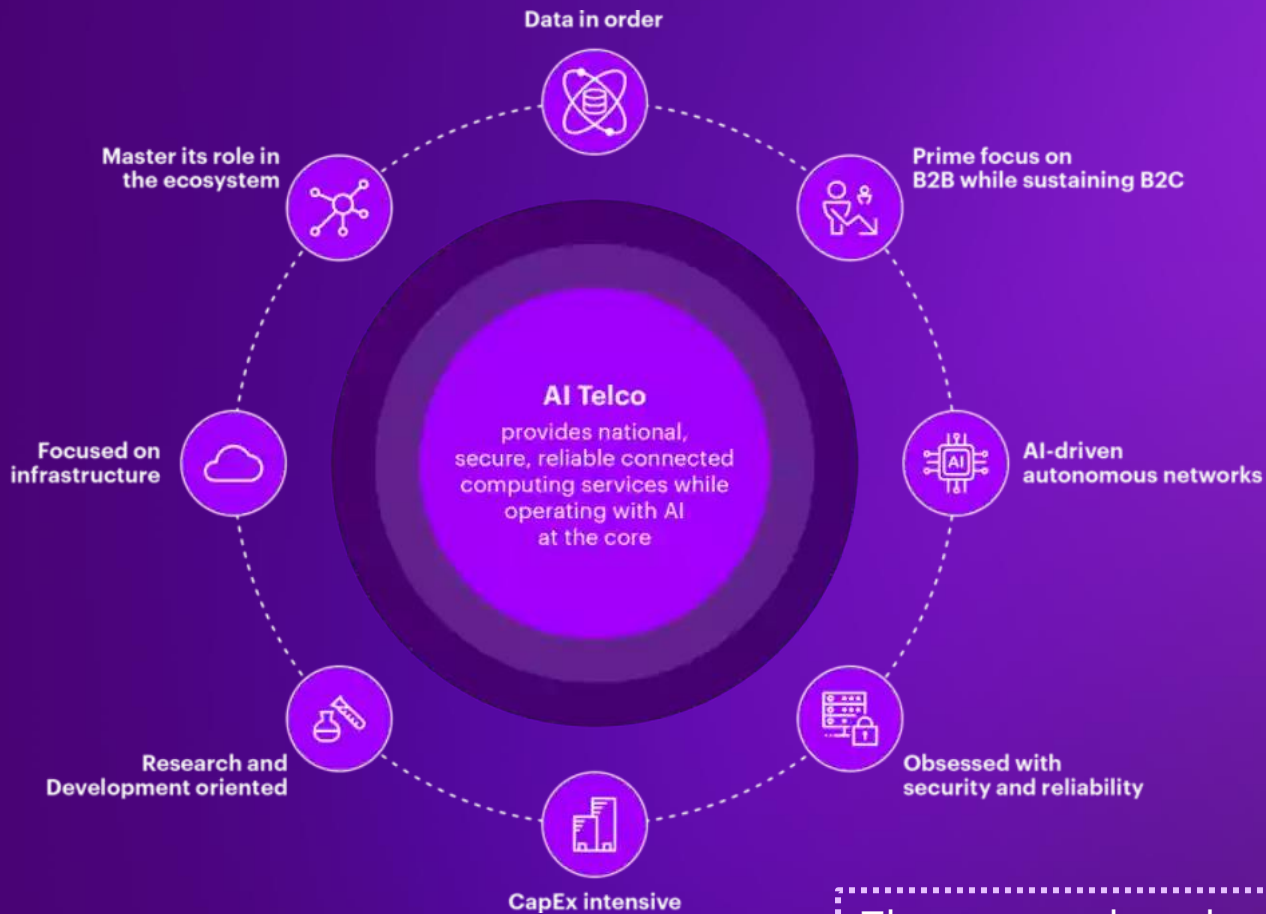 Data in order
Master its role in
the ecosystem
Prime focus on
B2B while sustaining B2C
AI Telco
provides national,
secure, reliable connected
computing services while
operating with AI
at the core
Focused on
infrastructure
AI
AI-driven
autonomous networks
Research and
Development oriented
Obsessed with
security and reliability
CapEx intensive